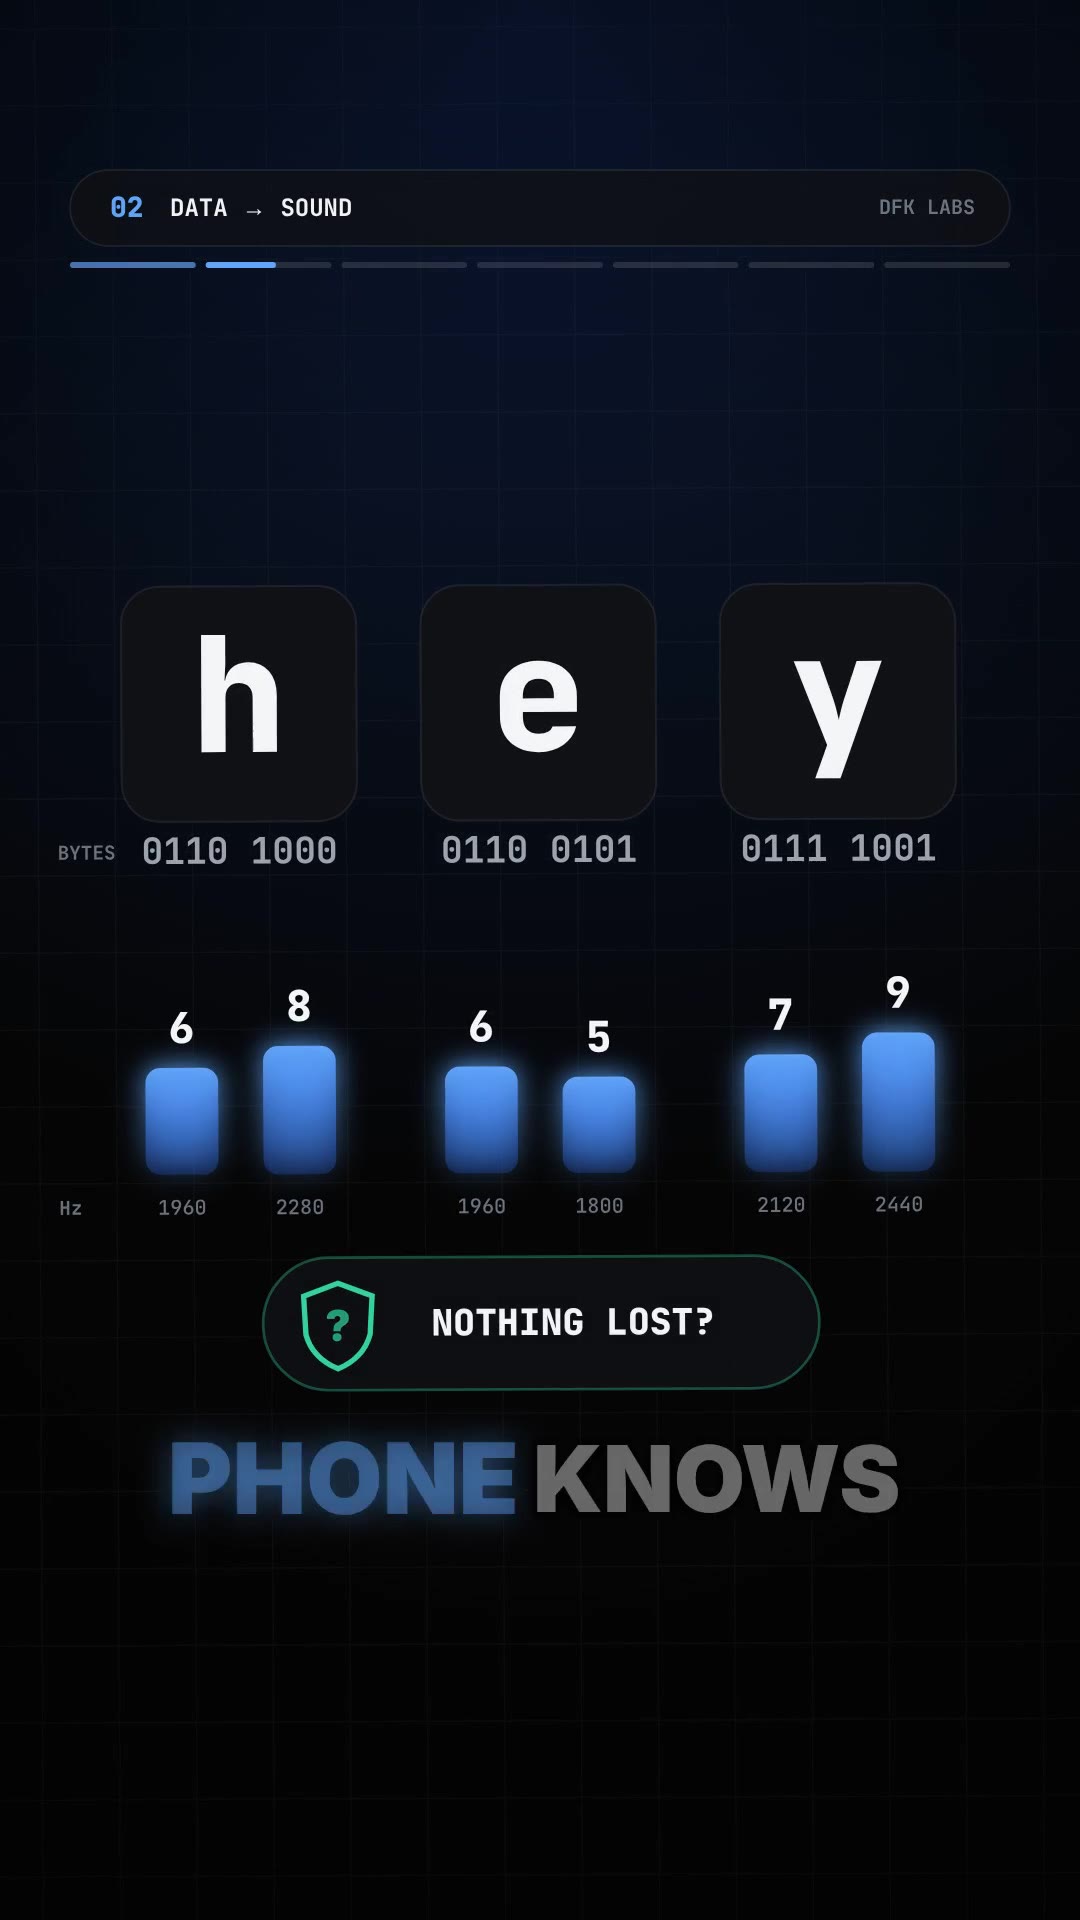 02 DATA → SOUND DFK LABS
h e y
BYTES 0110 1000 0110 0101 0111 1001
6 8 6 5 7 9
Hz 1960 2280 1960 1800 2120 2440
? NOTHING LOST?
PHONE KNOWS